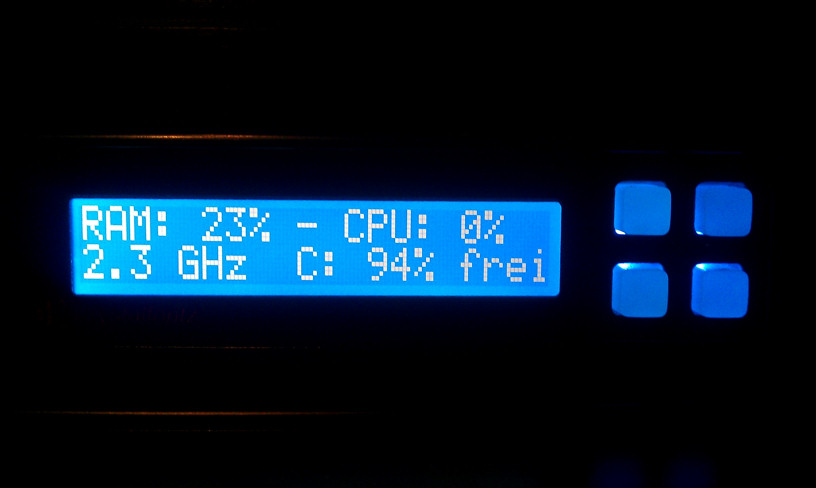 RAM: 23% - CPU: 0%
2.3 GHz C: 94% frei